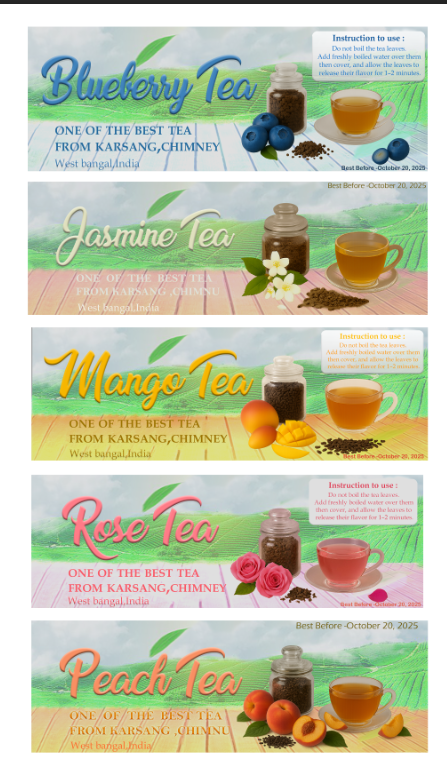 Blueberry Tea
ONE OF THE BEST TEA
FROM KARSANG,CHIMNEY
West bangal,India
Instruction to use :
Do not boil the tea leaves.
Add freshly boiled water over them
then cover, and allow the leaves to
release their flavor for 1-2 minutes.
Best Before -October 20, 2025
Best Before -October 20, 2025
Jasmine Tea
ONE OF THE BEST TEA
FROM KARSANG ,CHIMNU
West bangal,India
Mango Tea
ONE OF THE BEST TEA
FROM KARSANG,CHIMNEY
West bangal,India
Instruction to use :
Do not boil the tea leaves.
Add freshly boiled water over them
then cover, and allow the leaves to
release their flavor for 1-2 minutes.
Best Before -October 20, 2025
Rose Tea
ONE OF THE BEST TEA
FROM KARSANG,CHIMNEY
West bangal,India
Instruction to use :
Do not boil the tea leaves.
Add freshly boiled water over them
then cover, and allow the leaves to
release their flavor for 1-2 minutes.
Best Before -October 20, 2025
Best Before -October 20, 2025
Peach Tea
ONE OF THE BEST TEA
FROM KARSANG ,CHIMNU
West bangal,India